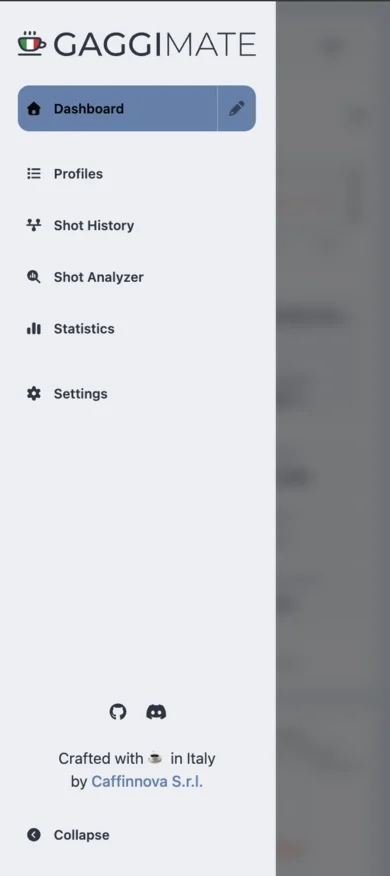 GAGGIMATE
Dashboard
Profiles
Shot History
Shot Analyzer
Statistics
Settings
Crafted with ☕ in Italy
by Caffinnova S.r.l.
Collapse